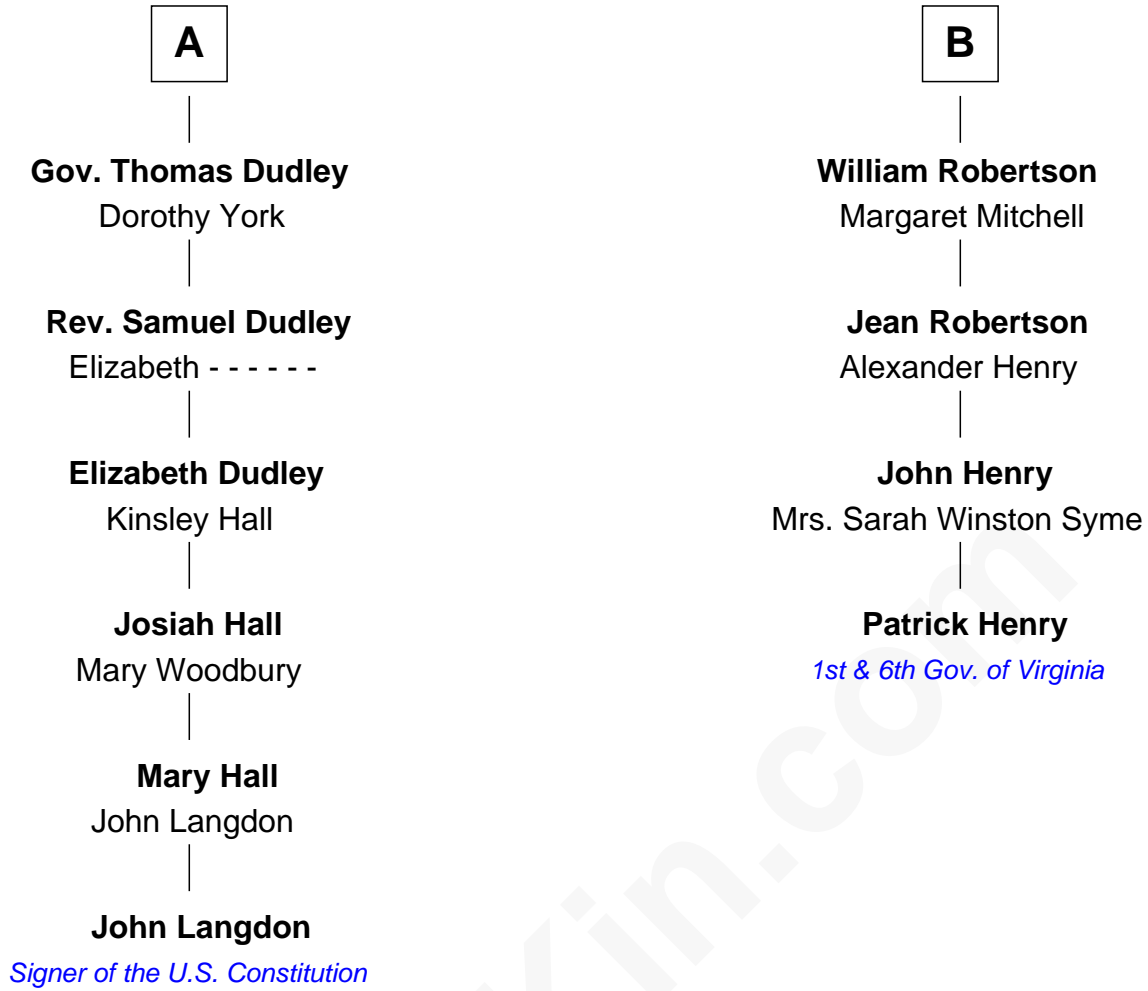 A
Gov. Thomas Dudley
Dorothy York
Rev. Samuel Dudley
Elizabeth - - - - - -
Elizabeth Dudley
Kinsley Hall
Josiah Hall
Mary Woodbury
Mary Hall
John Langdon
John Langdon
Signer of the U.S. Constitution
B
William Robertson
Margaret Mitchell
Jean Robertson
Alexander Henry
John Henry
Mrs. Sarah Winston Syme
Patrick Henry
1st & 6th Gov. of Virginia